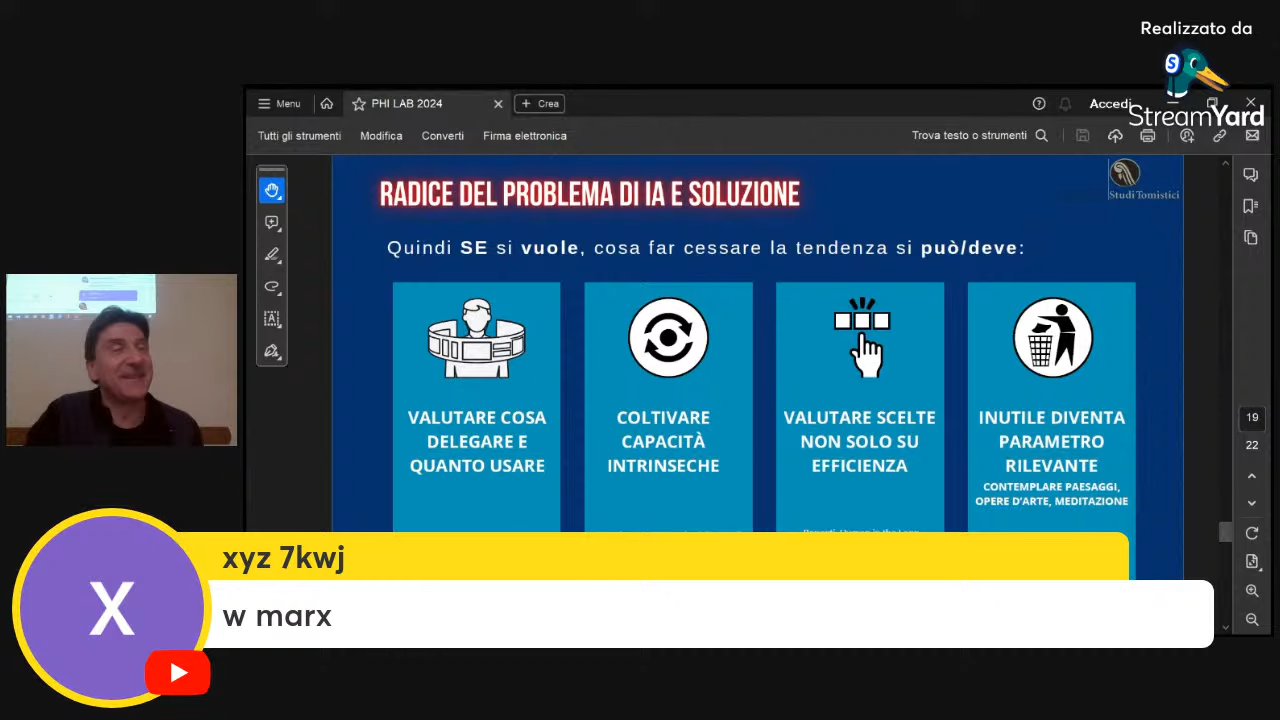 Realizzato da
StreamYard
Menu
PHI LAB 2024
Crea
Accedi
Tutti gli strumenti
Modifica
Converti
Firma elettronica
Trova testo o strumenti
StudiTomistici
RADICE DEL PROBLEMA DI IA E SOLUZIONE
Quindi SE si vuole, cosa far cessare la tendenza si può/deve:
VALUTARE COSA
DELEGARE E
QUANTO USARE
COLTIVARE
CAPACITÀ
INTRINSECHE
VALUTARE SCELTE
NON SOLO SU
EFFICIENZA
INUTILE DIVENTA
PARAMETRO
RILEVANTE
CONTEMPLARE PAESAGGI,
OPERE D'ARTE, MEDITAZIONE
19
22
X
xyz 7kwj
w marx